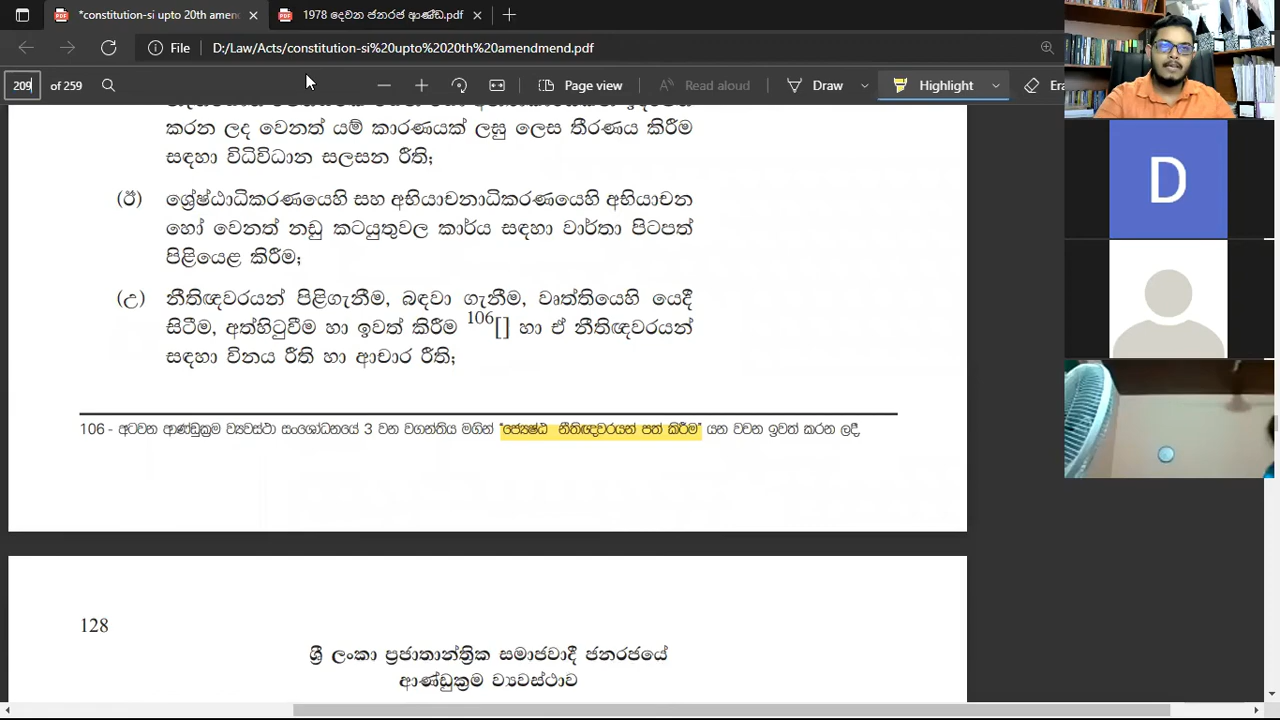 *constitution-si upto 20th amen
1978 දෙවන ජනරජ ආණ්ඩු.pdf
File
D:/Law/Acts/constitution-si%20upto%2020th%20amendmend.pdf
209 of 259
Page view
Read aloud
Draw
Highlight
Era
කරන ලද වෙනත් යම් කාරණයක් ලඝු ලෙස තීරණය කිරීම
සඳහා විධිවිධාන සලසන රීති;
(ඊ) ශ්‍රේෂ්ඨාධිකරණයෙහි සහ අභියාචනාධිකරණයෙහි අභියාචන
හෝ වෙනත් නඩු කටයුතුවල කාර්ය සඳහා වාර්තා පිටපත්
පිළියෙළ කිරීම;
(උ) නීතිඥවරයන් පිළිගැනීම, බඳවා ගැනීම, වෘත්තියෙහි යෙදී
සිටීම, අත්හිටුවීම හා ඉවත් කිරීම 106[] හා ඒ නීතිඥවරයන්
සඳහා විනය රීති හා ආචාර රීති;
106 - අටවන ආණ්ඩුක්‍රම ව්‍යවස්ථා සංශෝධනයේ 3 වන වගන්තිය මගින් "ජ්‍යෙෂ්ඨ නීතිඥවරයන් පත් කිරීම" යන වචන ඉවත් කරන ලදී.
128
ශ්‍රී ලංකා ප්‍රජාතාන්ත්‍රික සමාජවාදී ජනරජයේ
ආණ්ඩුක්‍රම ව්‍යවස්ථාව
D